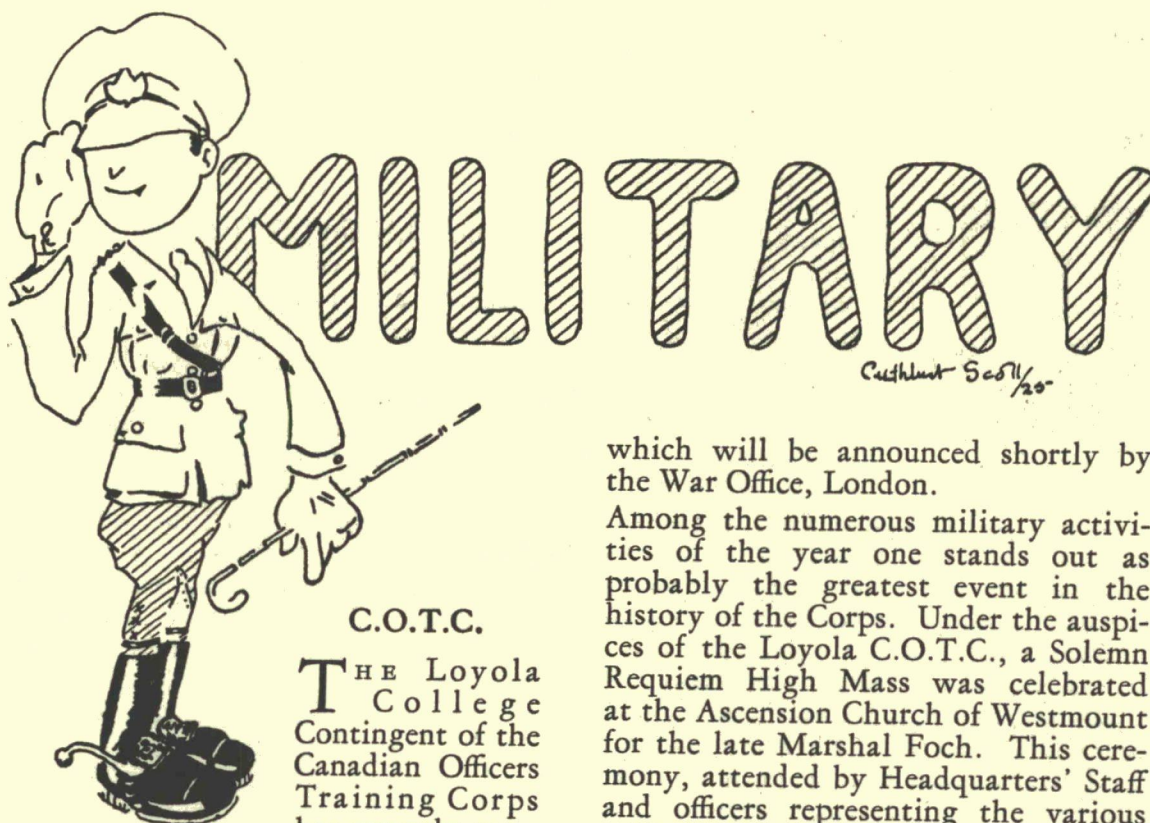 MILITARY
Cuthbert Scott/25
C.O.T.C.
THE Loyola
College
Contingent of the
Canadian Officers
Training Corps
which will be announced shortly by
the War Office, London.
Among the numerous military activi-
ties of the year one stands out as
probably the greatest event in the
history of the Corps. Under the auspi-
ces of the Loyola C.O.T.C., a Solemn
Requiem High Mass was celebrated
at the Ascension Church of Westmount
for the late Marshal Foch. This cere-
mony, attended by Headquarters' Staff
and officers representing the various